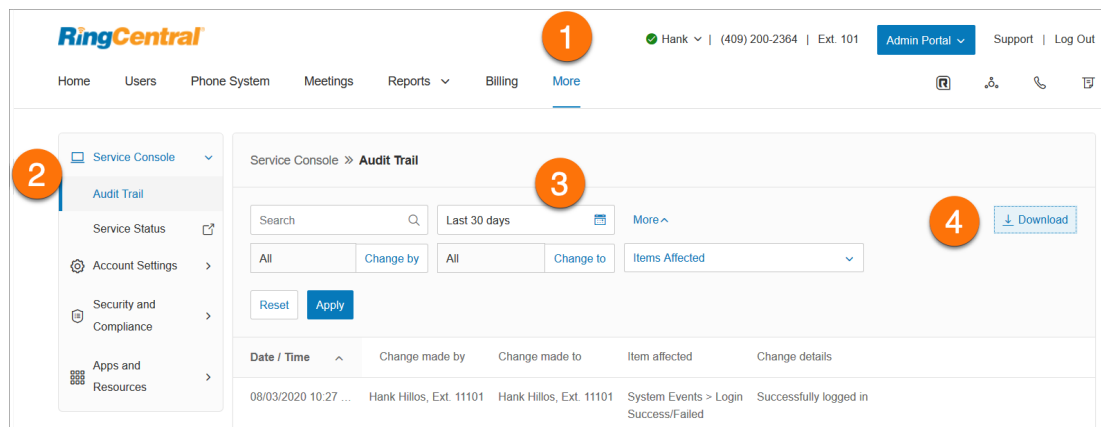 RingCentral
1
Hank | (409) 200-2364 | Ext. 101
Admin Portal
Support | Log Out
Home Users Phone System Meetings Reports Billing More
2
Service Console
Audit Trail
Service Status
Account Settings
Security and
Compliance
Apps and
Resources
Service Console » Audit Trail
3
Search
Last 30 days
More
4
Download
All
Change by
All
Change to
Items Affected
Reset
Apply
Date / Time Change made by Change made to Item affected Change details
08/03/2020 10:27 ... Hank Hillos, Ext. 11101 Hank Hillos, Ext. 11101 System Events > Login Successfully logged in
Success/Failed